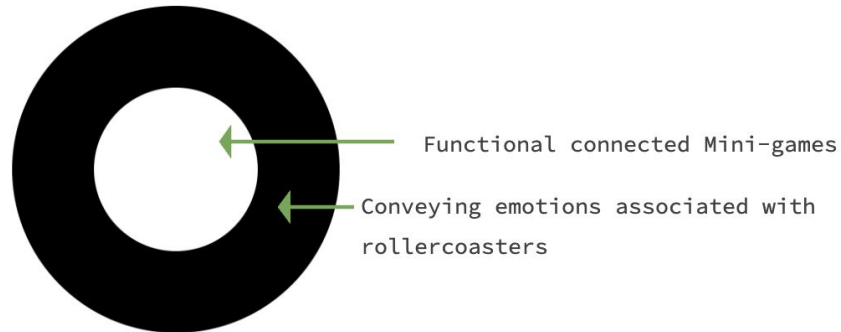 Functional connected Mini-games
Conveying emotions associated with
rollercoasters